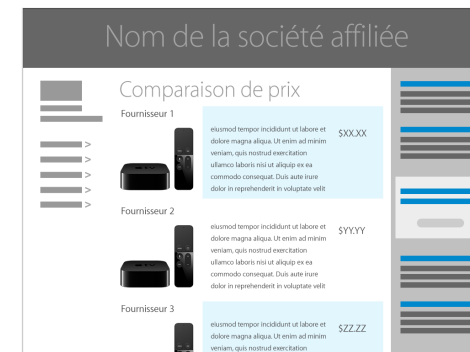 Nom de la société affiliée
Comparaison de prix
Fournisseur 1
eiusmod tempor incididunt ut labore et
dolore magna aliqua. Ut enim ad minim
veniam, quis nostrud exercitation
ullamco laboris nisi ut aliquip ex ea
commodo consequat. Duis aute irure
dolor in reprehenderit in voluptate velit
$XX.XX
>
>
>
>
>
Fournisseur 2
eiusmod tempor incididunt ut labore et
dolore magna aliqua. Ut enim ad minim
veniam, quis nostrud exercitation
ullamco laboris nisi ut aliquip ex ea
commodo consequat. Duis aute irure
dolor in reprehenderit in voluptate velit
$YY.YY
Fournisseur 3
eiusmod tempor incididunt ut labore et
dolore magna aliqua. Ut enim ad minim
veniam, quis nostrud exercitation
$ZZ.ZZ